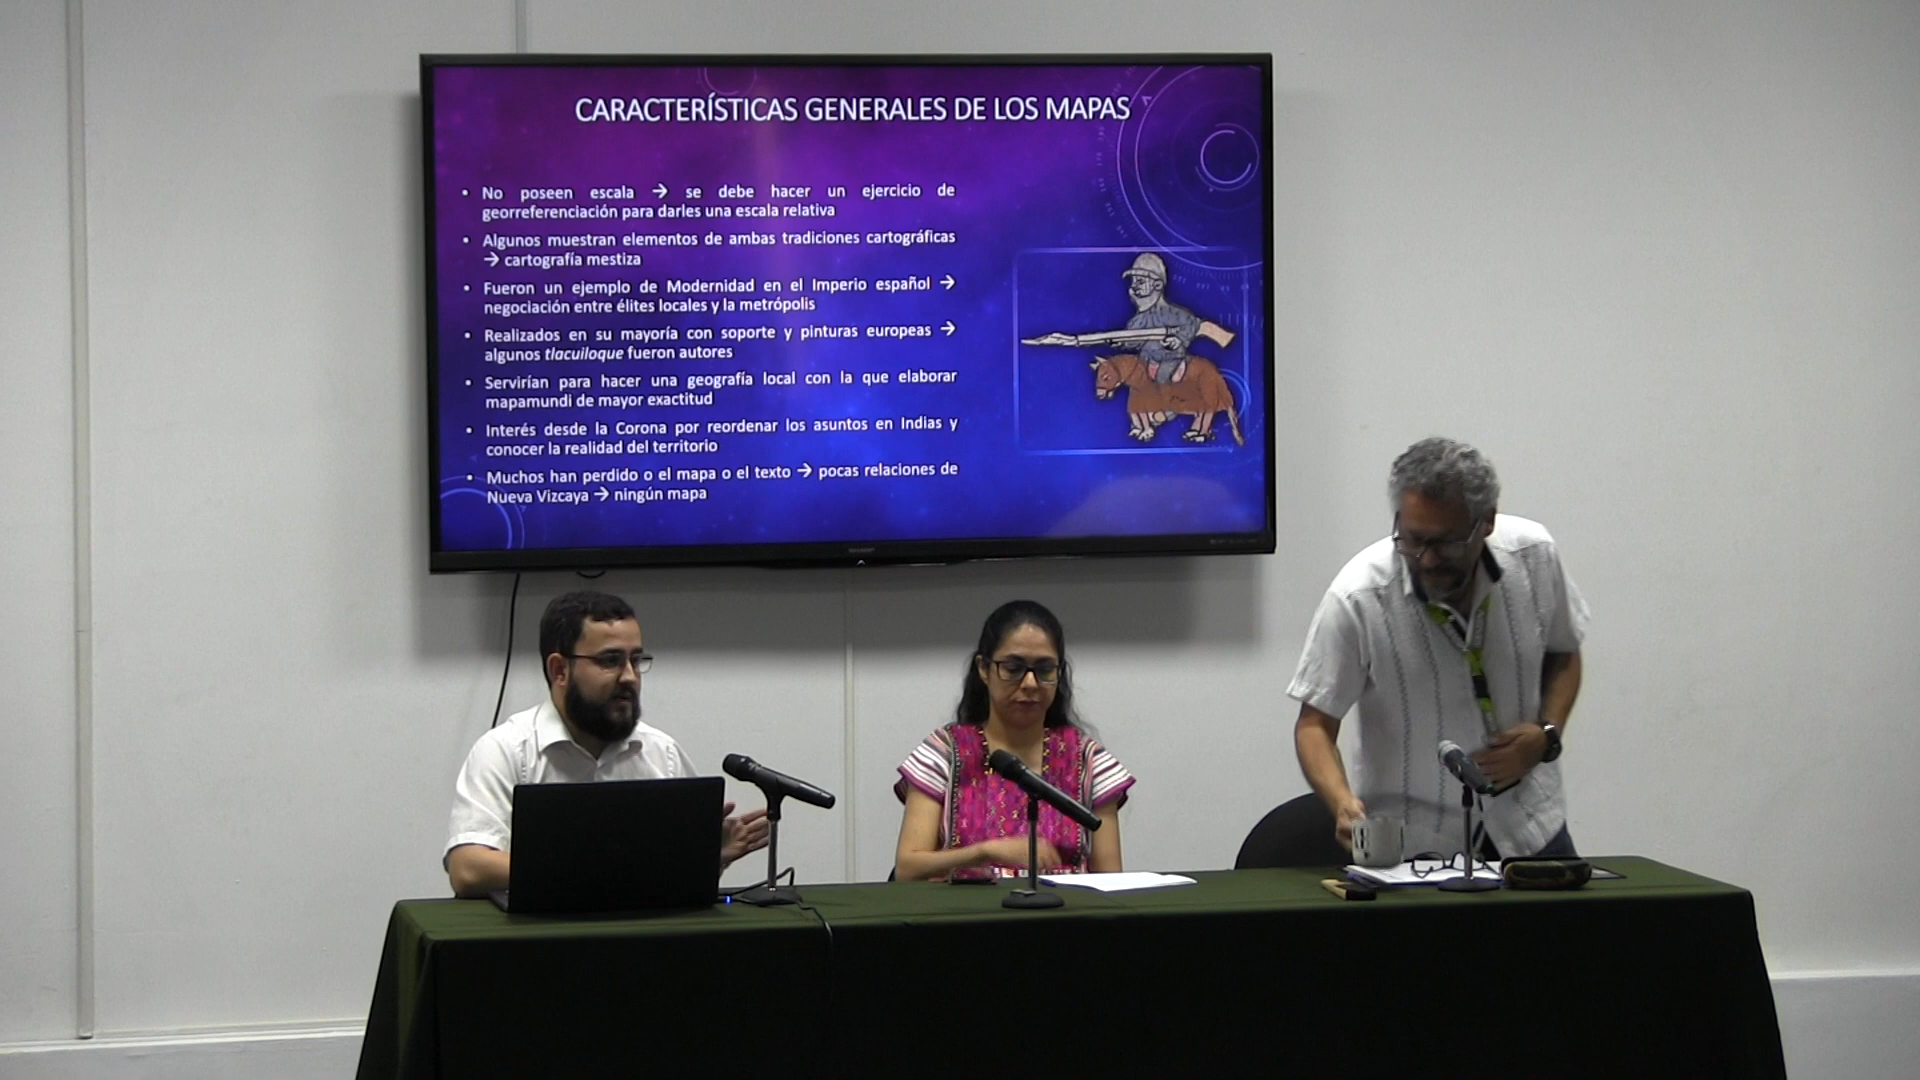 CARACTERÍSTICAS GENERALES DE LOS MAPAS
• No poseen escala → se debe hacer un ejercicio de
georreferenciación para darles una escala relativa
• Algunos muestran elementos de ambas tradiciones cartográficas
→ cartografía mestiza
• Fueron un ejemplo de Modernidad en el Imperio español →
negociación entre élites locales y la metrópolis
• Realizados en su mayoría con soporte y pinturas europeas →
algunos tlacuiloque fueron autores
• Servirían para hacer una geografía local con la que elaborar
mapamundi de mayor exactitud
• Interés desde la Corona por reordenar los asuntos en Indias y
conocer la realidad del territorio
• Muchos han perdido o el mapa o el texto → pocas relaciones de
Nueva Vizcaya → ningún mapa
SHARP